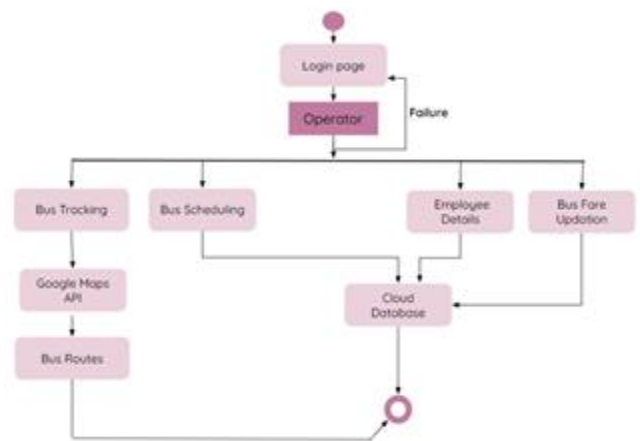 Login page
Operator
Failure
Bus Tracking
Bus Scheduling
Employee
Details
Bus Fare
Updation
Google Maps
API
Cloud
Database
Bus Routes